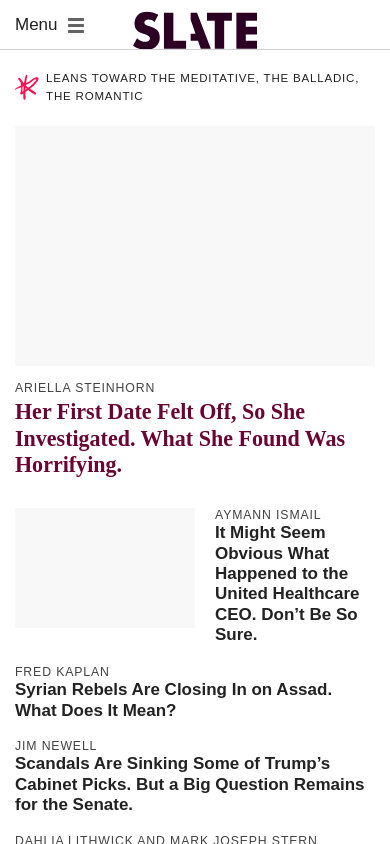 Menu
SLATE
LEANS TOWARD THE MEDITATIVE, THE BALLADIC,
THE ROMANTIC
ARIELLA STEINHORN
Her First Date Felt Off, So She
Investigated. What She Found Was
Horrifying.
AYMANN ISMAIL
It Might Seem
Obvious What
Happened to the
United Healthcare
CEO. Don’t Be So
Sure.
FRED KAPLAN
Syrian Rebels Are Closing In on Assad.
What Does It Mean?
JIM NEWELL
Scandals Are Sinking Some of Trump’s
Cabinet Picks. But a Big Question Remains
for the Senate.
DAHLIA LITHWICK AND MARK JOSEPH STERN